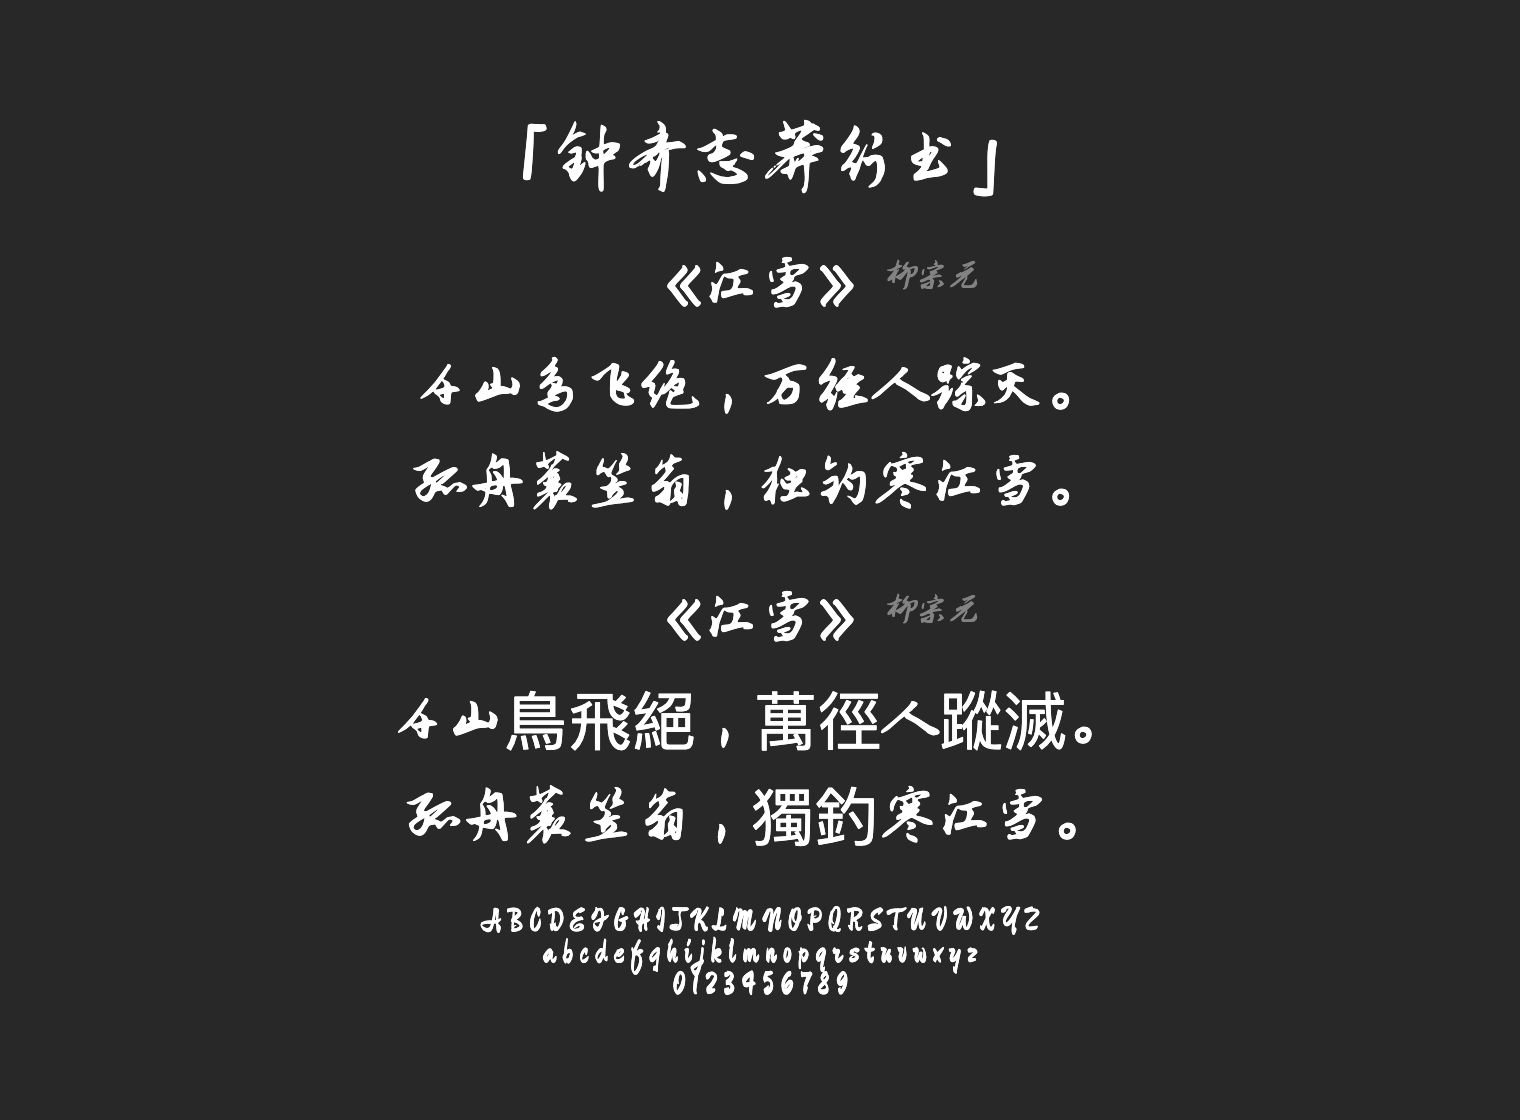 「钟齐志莽行书」
《江雪》 柳宗元
千山鸟飞绝，万径人踪灭。
孤舟蓑笠翁，独钓寒江雪。
《江雪》 柳宗元
千山鳥飛絕，萬徑人蹤滅。
孤舟蓑笠翁，獨釣寒江雪。
ABCDEFGHIJKLMNOPQRSTUVWXYZ
abcdefghijklmnopqrstuvwxyz
0123456789